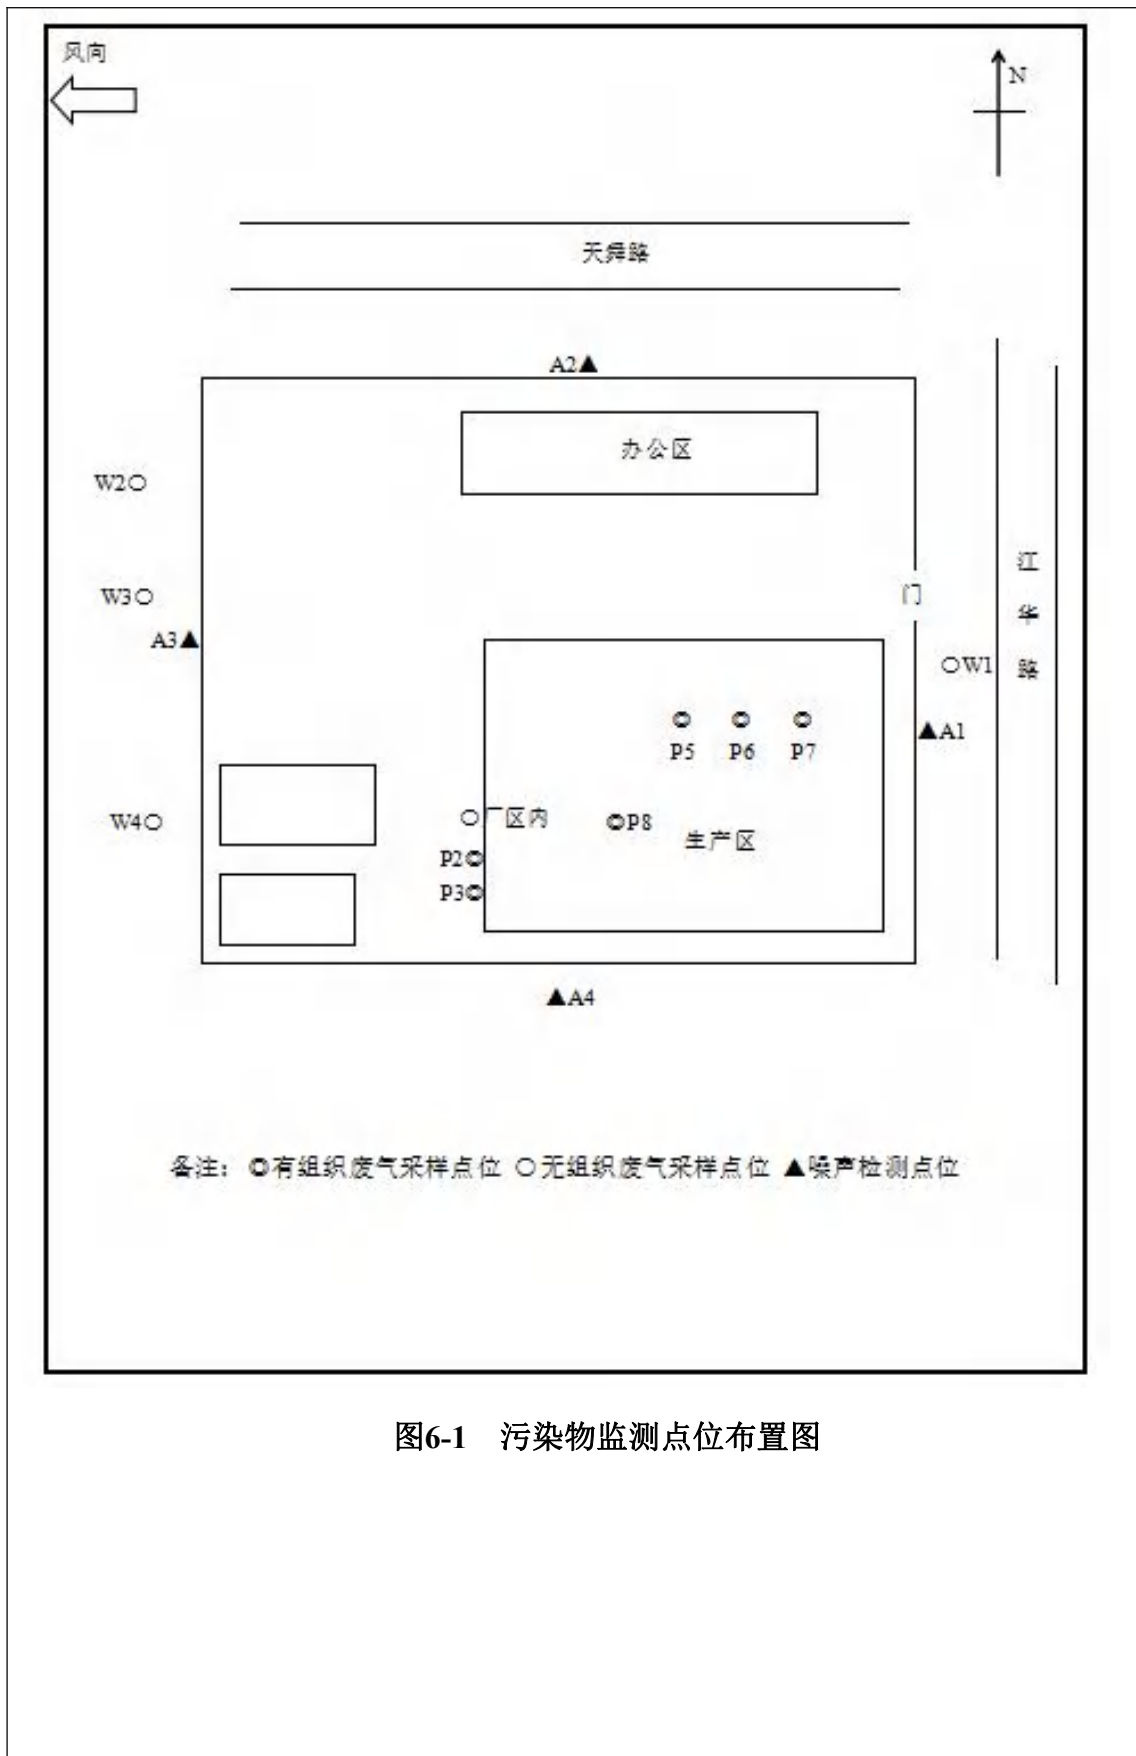 风向
N
天舜路
A2▲
办公区
W2○
W3○
A3▲
门
江华路
○W1
▲A1
P5 P6 P7
W4○
○厂区内
◎P8
生产区
P2◎
P3◎
▲A4
备注：◎有组织废气采样点位 ○无组织废气采样点位 ▲噪声检测点位
图6-1 污染物监测点位布置图